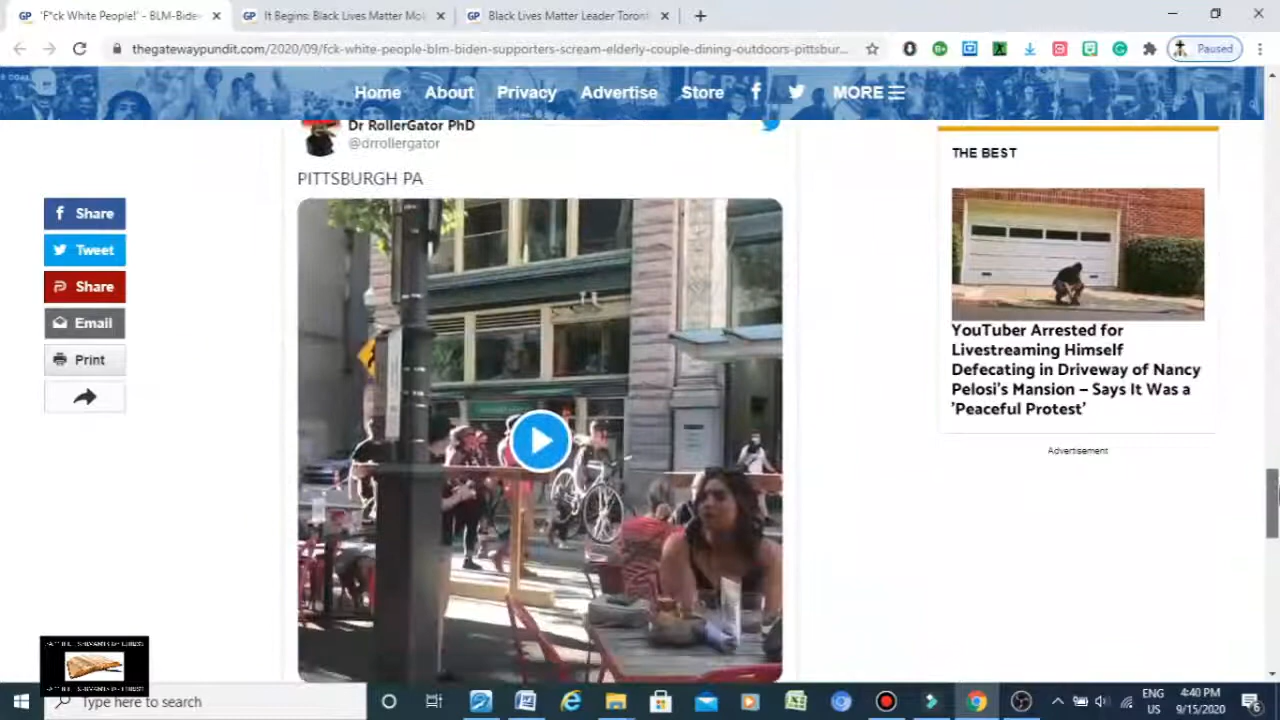 GP 'F*ck White People!' - BLM-Bide
GP It Begins: Black Lives Matter Mo
GP Black Lives Matter Leader Toront
thegatewaypundit.com/2020/09/fck-white-people-blm-biden-supporters-scream-elderly-couple-dining-outdoors-pittsbur...
Paused
Home About Privacy Advertise Store MORE
Dr RollerGator PhD
@drrollergator
PITTSBURGH PA
Share
Tweet
Share
Email
Print
THE BEST
YouTuber Arrested for
Livestreaming Himself
Defecating in Driveway of Nancy
Pelosi's Mansion – Says It Was a
'Peaceful Protest'
Advertisement
Type here to search
ENG
US
4:40 PM
9/15/2020
6